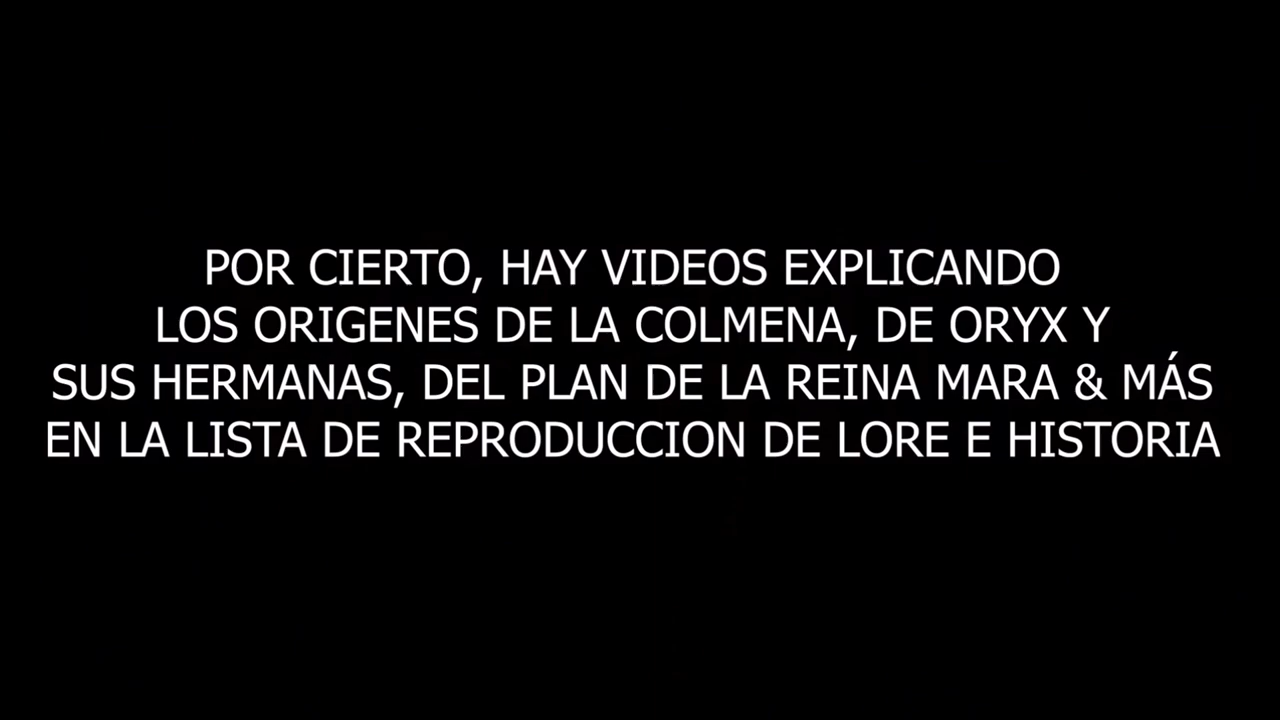 POR CIERTO, HAY VIDEOS EXPLICANDO
LOS ORIGENES DE LA COLMENA, DE ORYX Y
SUS HERMANAS, DEL PLAN DE LA REINA MARA & MÁS
EN LA LISTA DE REPRODUCCION DE LORE E HISTORIA